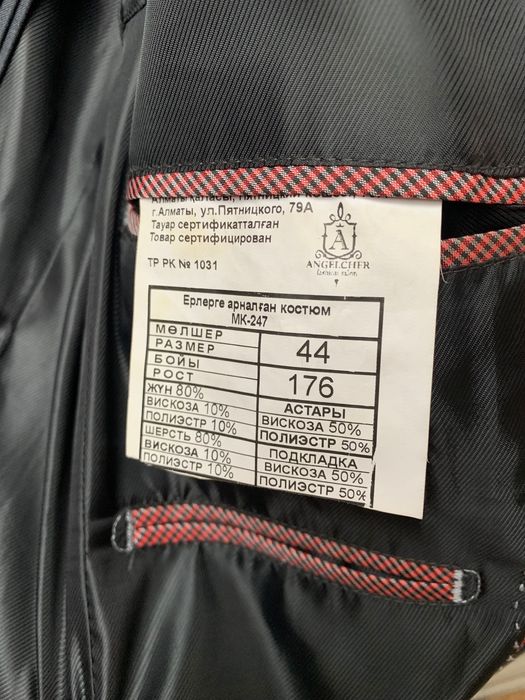 г.Алматы, ул.Пятницкого, 79А
Тауар сертификатталған
Товар сертифицирован
ТР РК № 1031
A
ANGELCHER
Ерлерге арналған костюм
МК-247
МӨЛШЕР
РАЗМЕР
44
БОЙЫ
РОСТ
176
ЖҮН 80%
ВИСКОЗА 10%
ПОЛИЭСТР 10%
АСТАРЫ
ВИСКОЗА 50%
ПОЛИЭСТР 50%
ШЕРСТЬ 80%
ВИСКОЗА 10%
ПОЛИЭСТР 10%
ПОДКЛАДКА
ВИСКОЗА 50%
ПОЛИЭСТР 50%